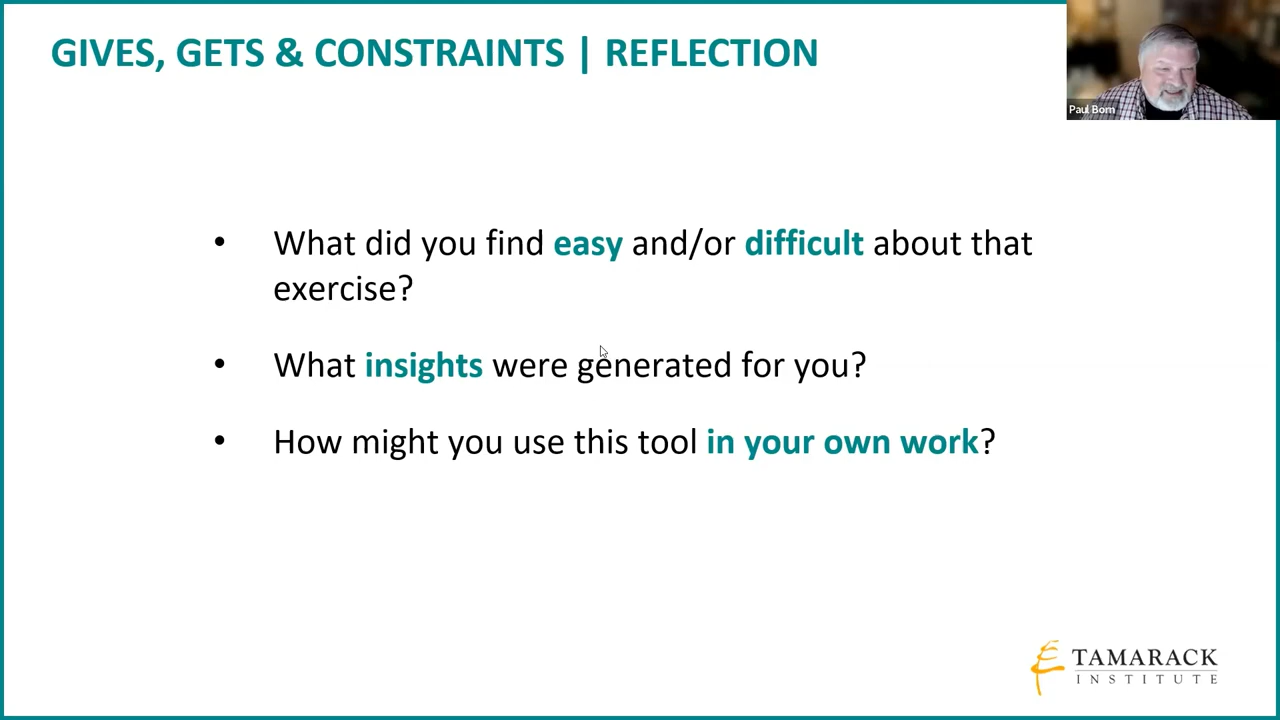 GIVES, GETS & CONSTRAINTS | REFLECTION
Paul Born
• What did you find easy and/or difficult about that
exercise?
• What insights were generated for you?
• How might you use this tool in your own work?
TAMARACK
INSTITUTE